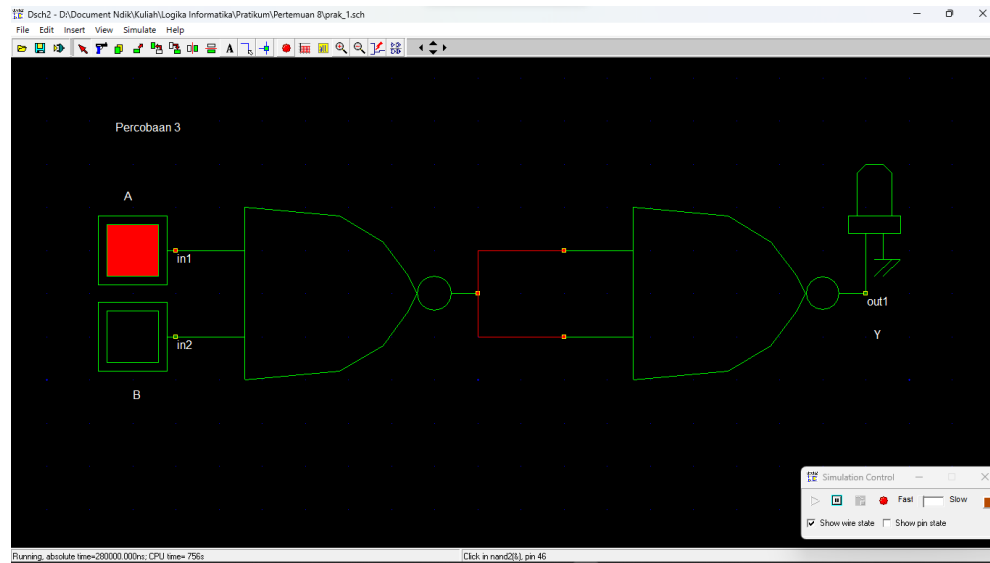 Dsch2 - D:\Document Ndik\Kuliah\Logika Informatika\Pratikum\Pertemuan 8\prak_1.sch
File Edit Insert View Simulate Help
A
Percobaan 3
A
in1
in2
B
out1
Y
Simulation Control
Fast Slow
Show wire state Show pin state
Running, absolute time=280000.000ns; CPU time= 756s Click in nand2(&), pin 46